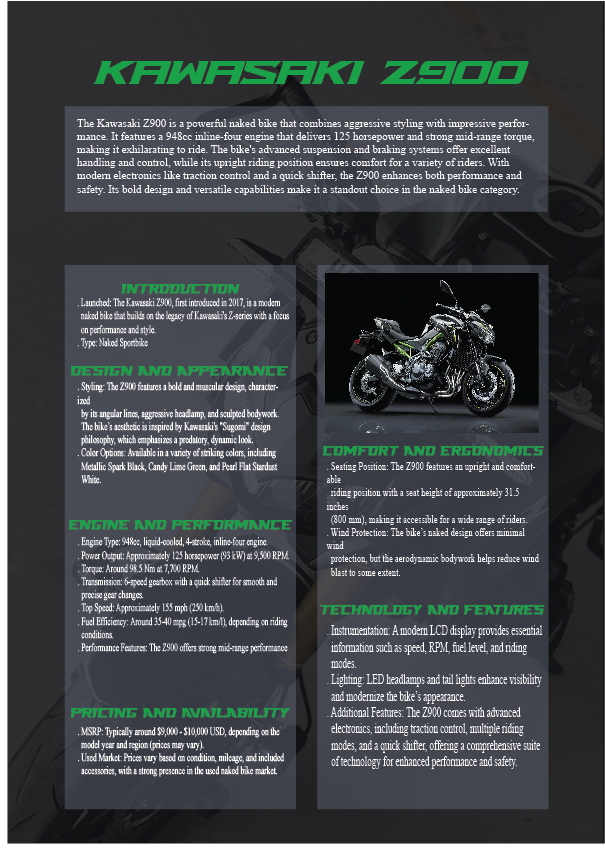 KAWASAKI Z900
The Kawasaki Z900 is a powerful naked bike that combines aggressive styling with impressive perfor-
mance. It features a 948cc inline-four engine that delivers 125 horsepower and strong mid-range torque,
making it exhilarating to ride. The bike's advanced suspension and braking systems offer excellent
handling and control, while its upright riding position ensures comfort for a variety of riders. With
modern electronics like traction control and a quick shifter, the Z900 enhances both performance and
safety. Its bold design and versatile capabilities make it a standout choice in the naked bike category.
INTRODUCTION
. Launched: The Kawasaki Z900, first introduced in 2017, is a modern
naked bike that builds on the legacy of Kawasaki's Z-series with a focus
on performance and style.
. Type: Naked Sportbike
DESIGN AND APPEARANCE
. Styling: The Z900 features a bold and muscular design, character-
ized
by its angular lines, aggressive headlamp, and sculpted bodywork.
The bike's aesthetic is inspired by Kawasaki's "Sugomi" design
philosophy, which emphasizes a predatory, dynamic look.
. Color Options: Available in a variety of striking colors, including
Metallic Spark Black, Candy Lime Green, and Pearl Flat Stardust
White.
ENGINE AND PERFORMANCE
. Engine Type: 948cc, liquid-cooled, 4-stroke, inline-four engine.
. Power Output: Approximately 125 horsepower (93 kW) at 9,500 RPM.
. Torque: Around 98.5 Nm at 7,700 RPM.
. Transmission: 6-speed gearbox with a quick shifter for smooth and
precise gear changes.
. Top Speed: Approximately 155 mph (250 km/h).
. Fuel Efficiency: Around 35-40 mpg (15-17 km/l), depending on riding
conditions.
. Performance Features: The Z900 offers strong mid-range performance
PRICING AND AVAILABILITY
. MSRP: Typically around $9,000 - $10,000 USD, depending on the
model year and region (prices may vary).
. Used Market: Prices vary based on condition, mileage, and included
accessories, with a strong presence in the used naked bike market.
COMFORT AND ERGONOMICS
. Seating Position: The Z900 features an upright and comfort-
able
riding position with a seat height of approximately 31.5
inches
(800 mm), making it accessible for a wide range of riders.
. Wind Protection: The bike's naked design offers minimal
wind
protection, but the aerodynamic bodywork helps reduce wind
blast to some extent.
TECHNOLOGY AND FEATURES
. Instrumentation: A modern LCD display provides essential
information such as speed, RPM, fuel level, and riding
modes.
. Lighting: LED headlamps and tail lights enhance visibility
and modernize the bike's appearance.
. Additional Features: The Z900 comes with advanced
electronics, including traction control, multiple riding
modes, and a quick shifter, offering a comprehensive suite
of technology for enhanced performance and safety.